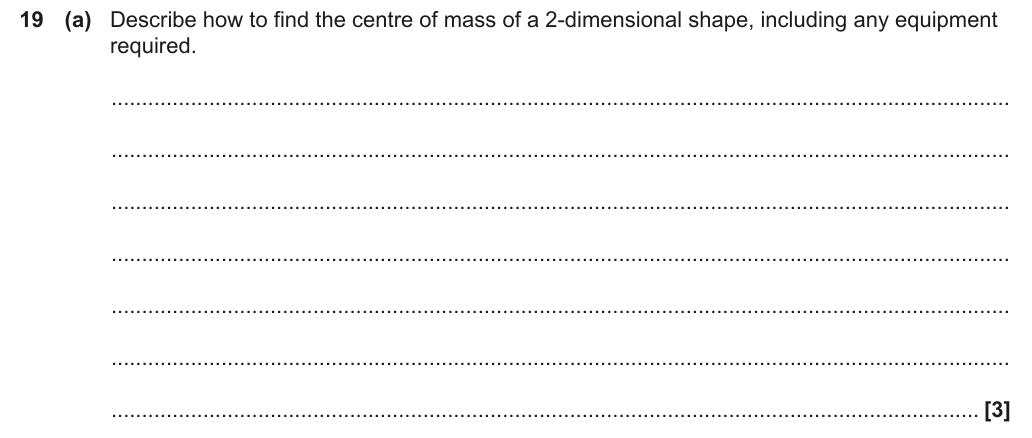 19 (a) Describe how to find the centre of mass of a 2-dimensional shape, including any equipment
required.
[3]